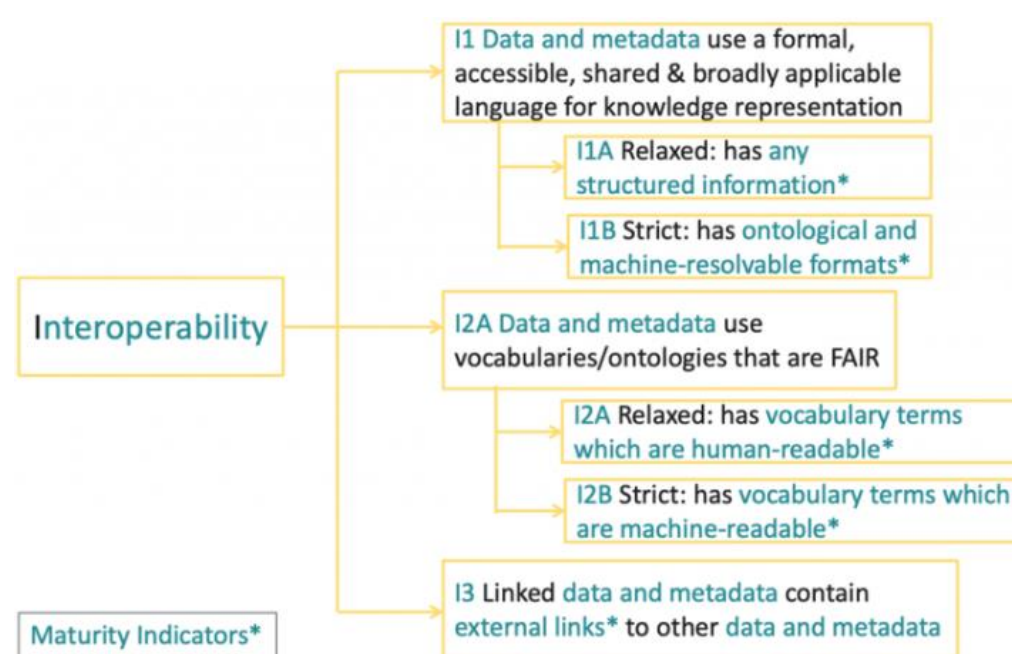 I1 Data and metadata use a formal,
accessible, shared & broadly applicable
language for knowledge representation
I1A Relaxed: has any
structured information*
I1B Strict: has ontological and
machine-resolvable formats*
Interoperability
I2A Data and metadata use
vocabularies/ontologies that are FAIR
I2A Relaxed: has vocabulary terms
which are human-readable*
I2B Strict: has vocabulary terms which
are machine-readable*
I3 Linked data and metadata contain
external links* to other data and metadata
Maturity Indicators*